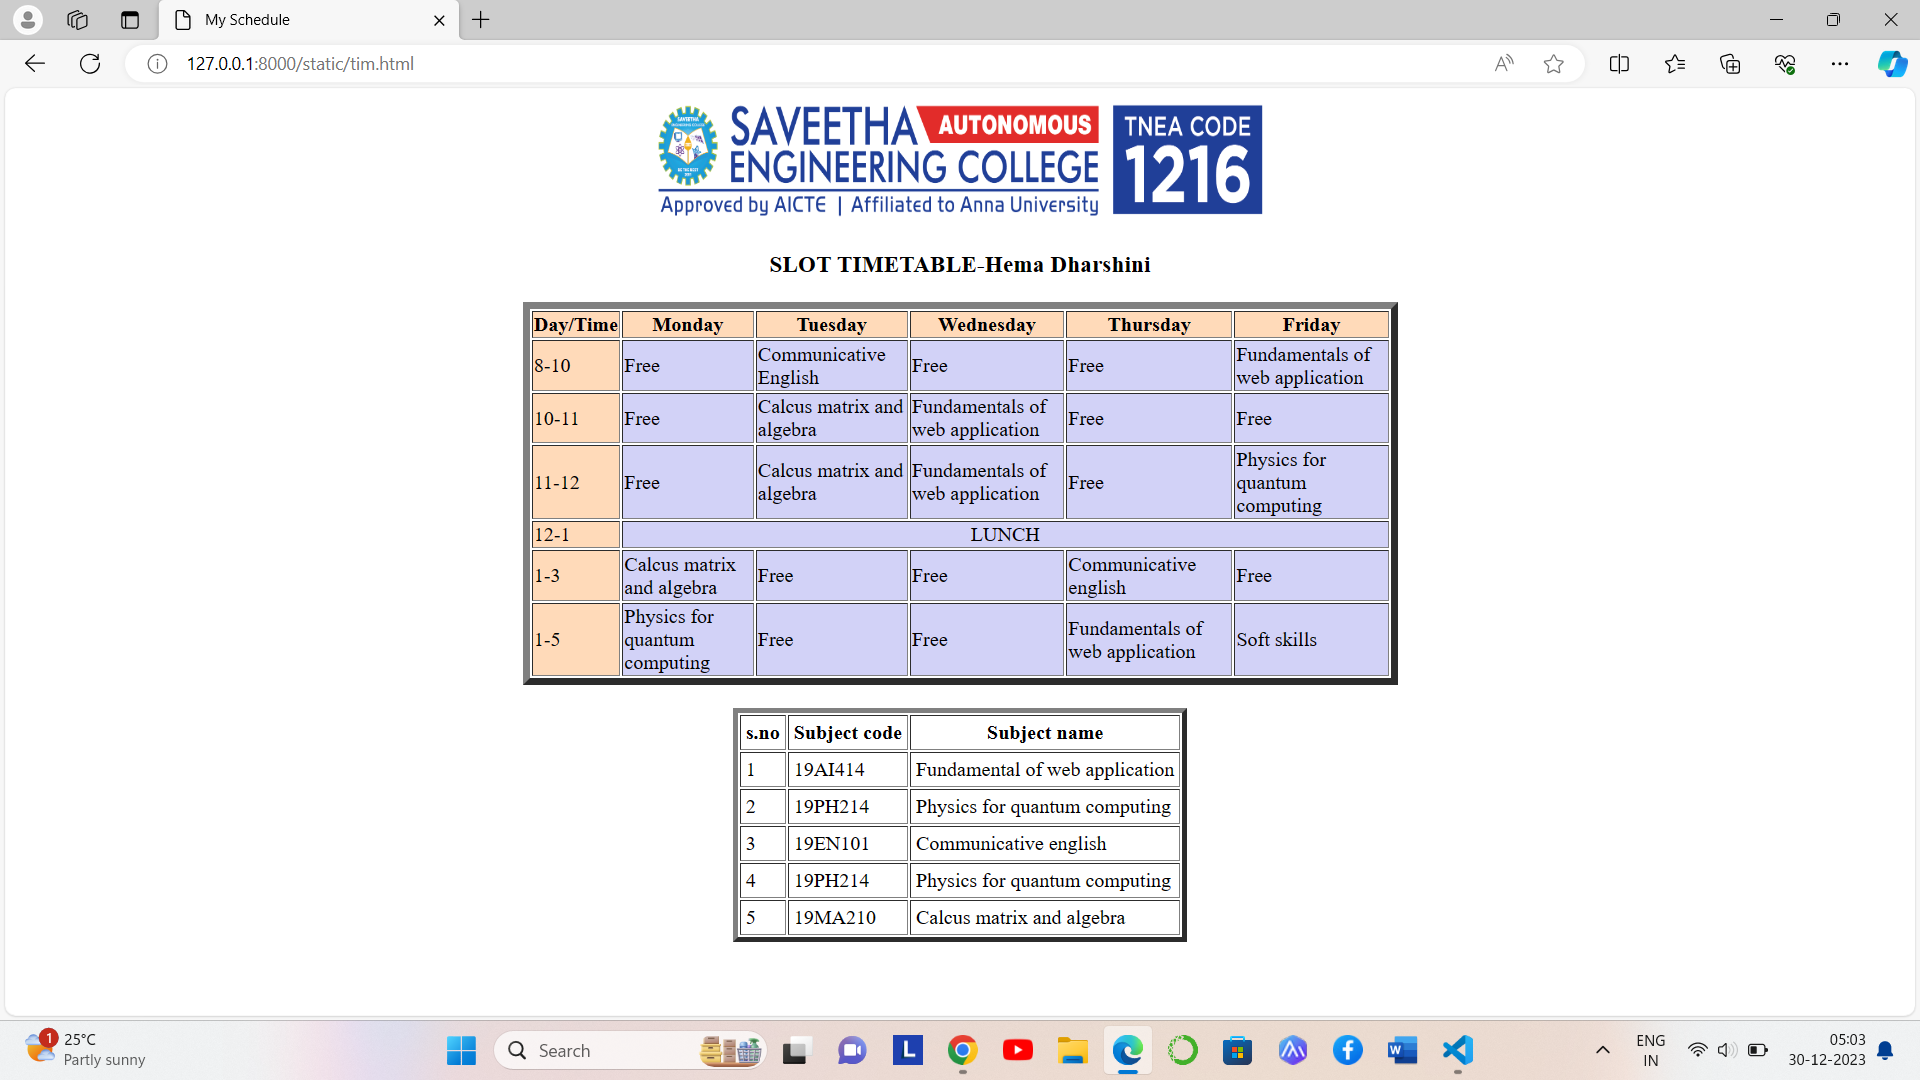 My Schedule
127.0.0.1:8000/static/tim.html
SAVEETHA AUTONOMOUS
ENGINEERING COLLEGE
Approved by AICTE | Affiliated to Anna University
TNEA CODE
1216
SLOT TIMETABLE-Hema Dharshini
Day/Time Monday Tuesday Wednesday Thursday Friday
8-10 Free Communicative English Free Free Fundamentals of web application
10-11 Free Calcus matrix and algebra Fundamentals of web application Free Free
11-12 Free Calcus matrix and algebra Fundamentals of web application Free Physics for quantum computing
12-1 LUNCH
1-3 Calcus matrix and algebra Free Free Communicative english Free
1-5 Physics for quantum computing Free Free Fundamentals of web application Soft skills
s.no Subject code Subject name
1 19AI414 Fundamental of web application
2 19PH214 Physics for quantum computing
3 19EN101 Communicative english
4 19PH214 Physics for quantum computing
5 19MA210 Calcus matrix and algebra
1
25°C
Partly sunny
Search
L
ENG
IN
05:03
30-12-2023